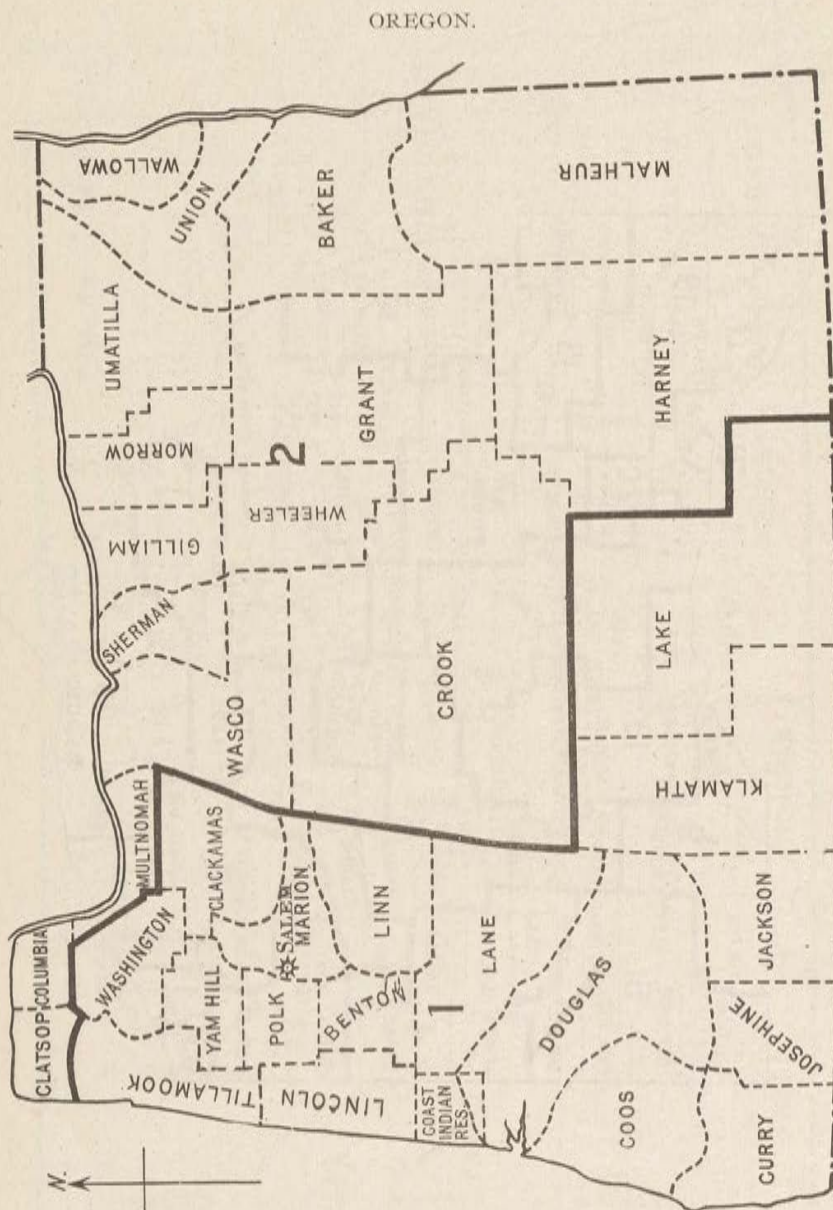 OREGON.
CLATSOP
COLUMBIA
MULTNOMAH
WASHINGTON
TILLAMOOK
YAM HILL
CLACKAMAS
POLK
SALEM
MARION
LINCOLN
BENTON
LINN
1
LANE
COAST
INDIAN
RES.
DOUGLAS
COOS
CURRY
JOSEPHINE
JACKSON
KLAMATH
LAKE
WASCO
SHERMAN
GILLIAM
MORROW
UMATILLA
UNION
WALLOWA
WHEELER
2
GRANT
BAKER
CROOK
HARNEY
MALHEUR
N.